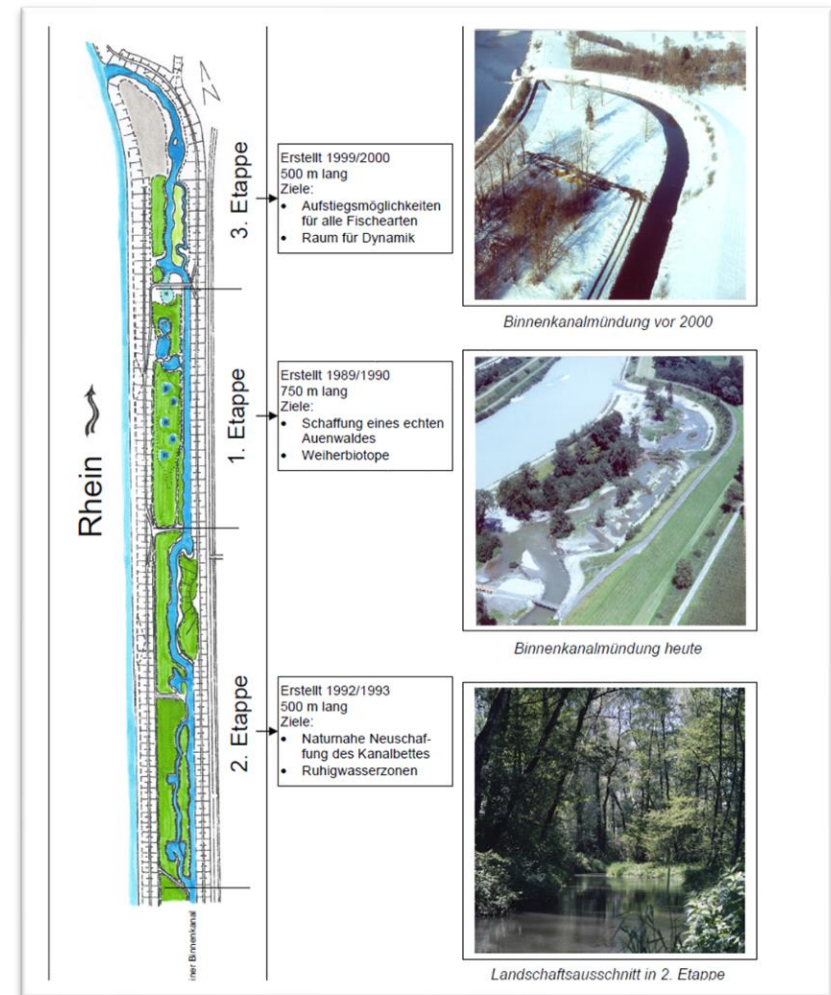 Rhein
N
3. Etappe
Erstellt 1999/2000
500 m lang
Ziele:
• Aufstiegsmöglichkeiten
für alle Fischearten
• Raum für Dynamik
Binnenkanalmündung vor 2000
1. Etappe
Erstellt 1989/1990
750 m lang
Ziele:
• Schaffung eines echten
Auenwaldes
• Weiherbiotope
Binnenkanalmündung heute
2. Etappe
Erstellt 1992/1993
500 m lang
Ziele:
• Naturnahe Neuschaf-
fung des Kanalbettes
• Ruhigwasserzonen
Landschaftsausschnitt in 2. Etappe
iner Binnenkanal